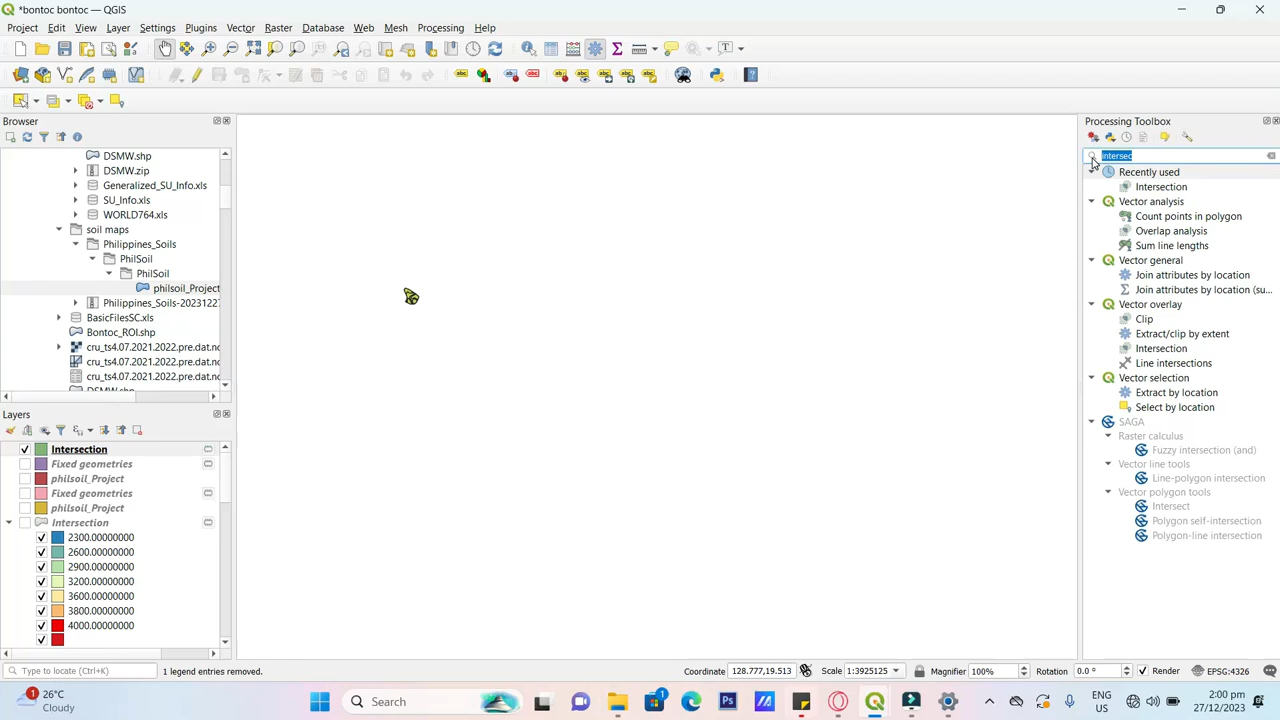 *bontoc bontoc — QGIS
Project Edit View Layer Settings Plugins Vector Raster Database Web Mesh Processing Help
Browser
DSMW.shp
DSMW.zip
Generalized_SU_Info.xls
SU_Info.xls
WORLD764.xls
soil maps
Philippines_Soils
PhilSoil
PhilSoil
philsoil_Project
Philippines_Soils-20231227
BasicFilesSC.xls
Bontoc_ROI.shp
cru_ts4.07.2021.2022.pre.dat.nc
cru_ts4.07.2021.2022.pre.dat.nc
cru_ts4.07.2021.2022.pre.dat.nc
DSMW.shp
Layers
Intersection
Fixed geometries
philsoil_Project
Fixed geometries
philsoil_Project
Intersection
2300.00000000
2600.00000000
2900.00000000
3200.00000000
3600.00000000
3800.00000000
4000.00000000
Processing Toolbox
intersec
Recently used
Intersection
Vector analysis
Count points in polygon
Overlap analysis
Sum line lengths
Vector general
Join attributes by location
Join attributes by location (su...
Vector overlay
Clip
Extract/clip by extent
Intersection
Line intersections
Vector selection
Extract by location
Select by location
SAGA
Raster calculus
Fuzzy intersection (and)
Vector line tools
Line-polygon intersection
Vector polygon tools
Intersect
Polygon self-intersection
Polygon-line intersection
Type to locate (Ctrl+K) 1 legend entries removed. Coordinate 128.777,19.513 Scale 1:3925125 Magnifier 100% Rotation 0.0 ° Render EPSG:4326
1 26°C
Cloudy
Search
1
Ps
ENG
US
2:00 pm
27/12/2023